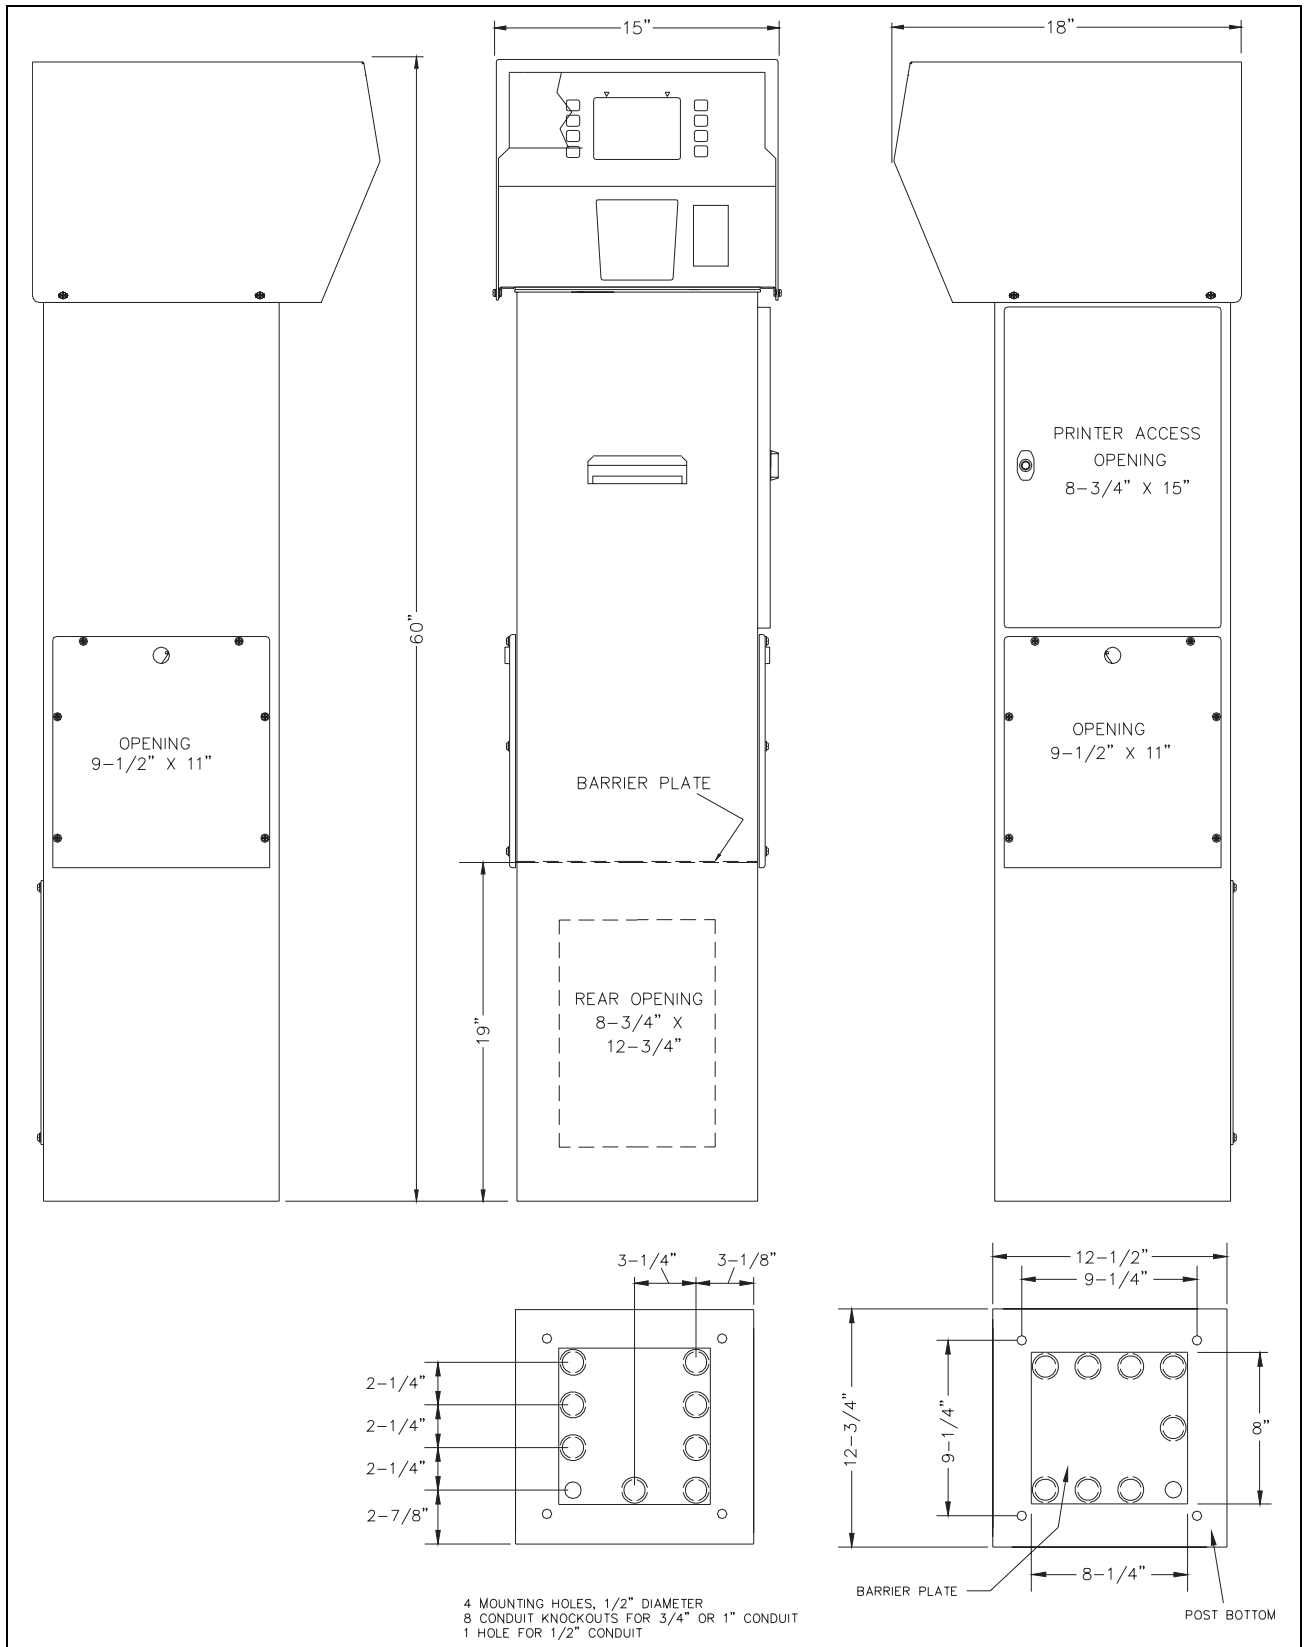 15”
18”
60”
PRINTER ACCESS
OPENING
8-3/4” X 15”
OPENING
9-1/2” X 11”
OPENING
9-1/2” X 11”
BARRIER PLATE
19”
REAR OPENING
8-3/4” X
12-3/4”
3-1/4”
3-1/8”
2-1/4”
2-1/4”
2-1/4”
2-7/8”
12-1/2”
9-1/4”
12-3/4”
9-1/4”
8”
8-1/4”
BARRIER PLATE
POST BOTTOM
4 MOUNTING HOLES, 1/2” DIAMETER
8 CONDUIT KNOCKOUTS FOR 3/4” OR 1” CONDUIT
1 HOLE FOR 1/2” CONDUIT